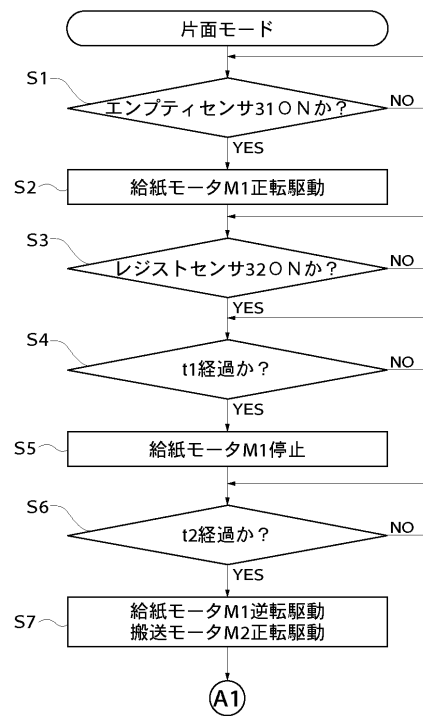 片面モード
S1
エンプティセンサ31ＯＮか？
NO
YES
S2
給紙モータM1正転駆動
S3
レジストセンサ32ＯＮか？
NO
YES
S4
t1経過か？
NO
YES
S5
給紙モータM1停止
S6
t2経過か？
NO
YES
S7
給紙モータM1逆転駆動
搬送モータM2正転駆動
A1